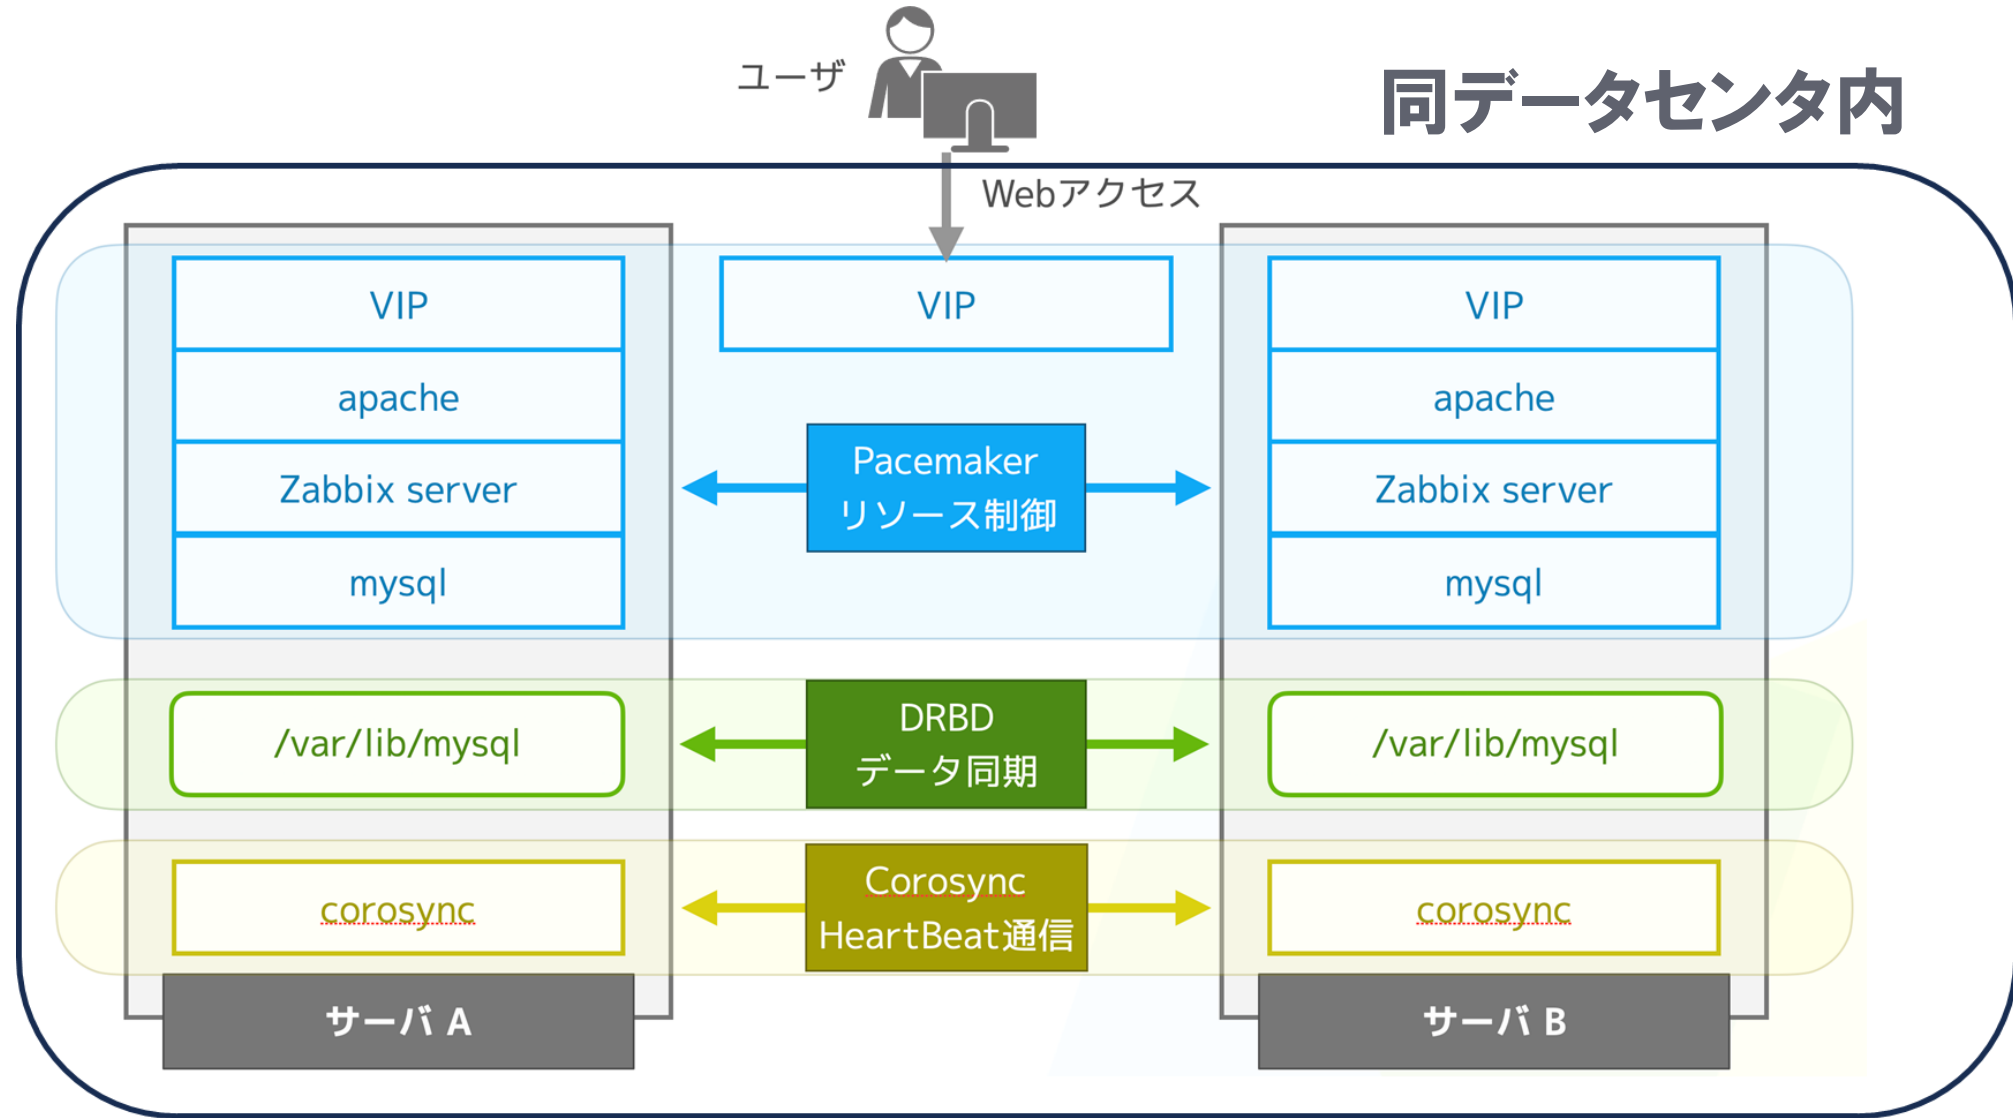 ユーザ
同データセンタ内
Webアクセス
VIP
apache
Zabbix server
mysql
VIP
Pacemaker
リソース制御
VIP
apache
Zabbix server
mysql
/var/lib/mysql
DRBD
データ同期
/var/lib/mysql
corosync
Corosync
HeartBeat通信
corosync
サーバ A
サーバ B